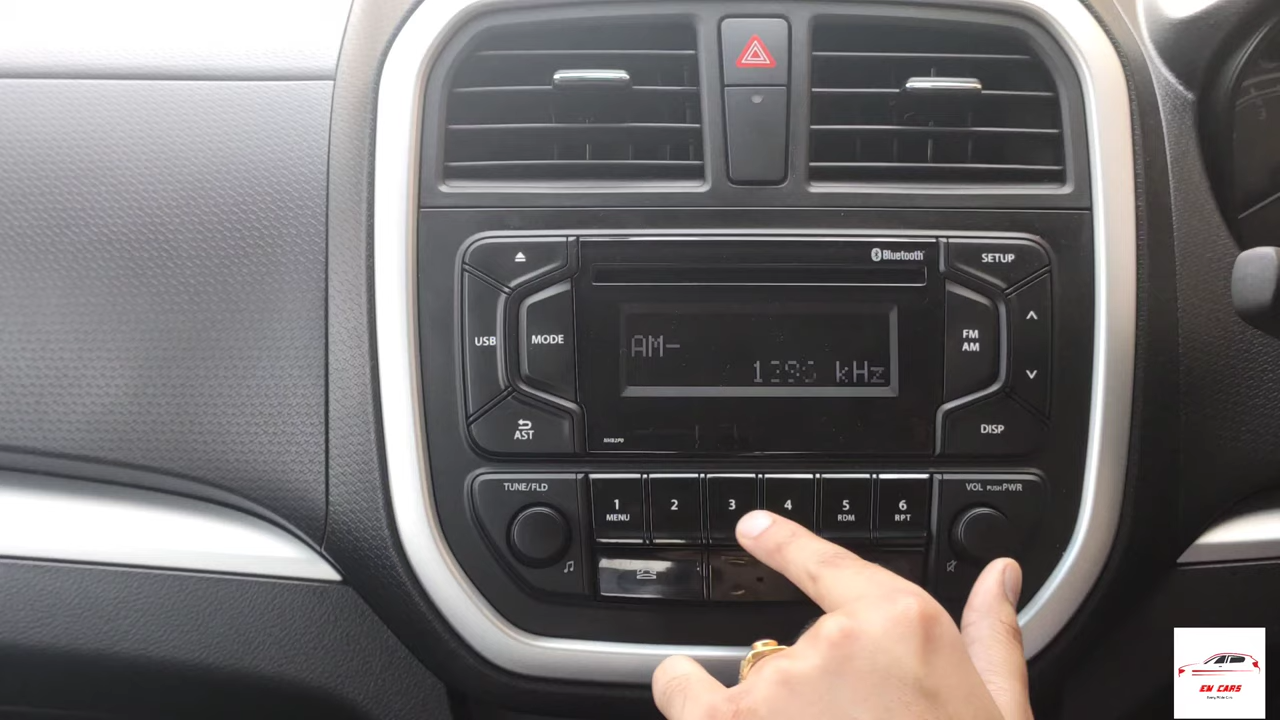 Bluetooth
SETUP
USB
MODE
FM
AM
AM-
kHz
AST
DISP
TUNE/FLD
1
MENU
2
3
4
5
RDM
6
RPT
VOL PUSH PWR
EN CARS